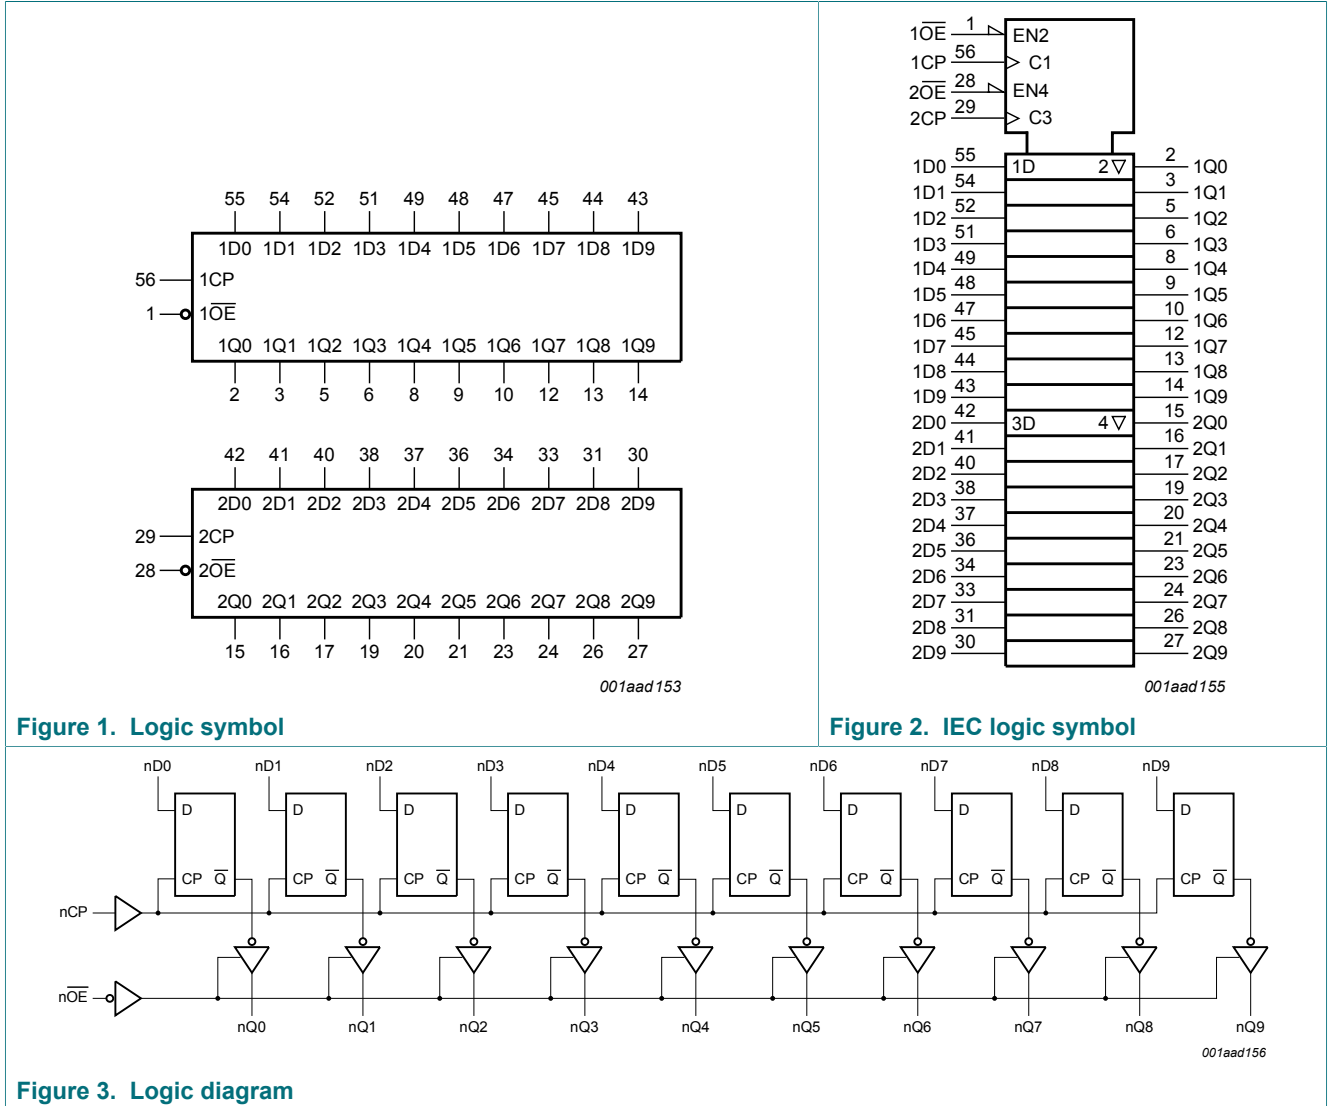 55 54 52 51 49 48 47 45 44 43
1D0 1D1 1D2 1D3 1D4 1D5 1D6 1D7 1D8 1D9
56 1CP
1 1O̅E̅
1Q0 1Q1 1Q2 1Q3 1Q4 1Q5 1Q6 1Q7 1Q8 1Q9
2 3 5 6 8 9 10 12 13 14
42 41 40 38 37 36 34 33 31 30
2D0 2D1 2D2 2D3 2D4 2D5 2D6 2D7 2D8 2D9
29 2CP
28 2O̅E̅
2Q0 2Q1 2Q2 2Q3 2Q4 2Q5 2Q6 2Q7 2Q8 2Q9
15 16 17 19 20 21 23 24 26 27
001aad153
Figure 1. Logic symbol
1O̅E̅ 1 EN2
1CP 56 C1
2O̅E̅ 28 EN4
2CP 29 C3
1D0 55 1D 2▽ 2 1Q0
1D1 54 3 1Q1
1D2 52 5 1Q2
1D3 51 6 1Q3
1D4 49 8 1Q4
1D5 48 9 1Q5
1D6 47 10 1Q6
1D7 45 12 1Q7
1D8 44 13 1Q8
1D9 43 14 1Q9
2D0 42 3D 4▽ 15 2Q0
2D1 41 16 2Q1
2D2 40 17 2Q2
2D3 38 19 2Q3
2D4 37 20 2Q4
2D5 36 21 2Q5
2D6 34 23 2Q6
2D7 33 24 2Q7
2D8 31 26 2Q8
2D9 30 27 2Q9
001aad155
Figure 2. IEC logic symbol
nD0 nD1 nD2 nD3 nD4 nD5 nD6 nD7 nD8 nD9
D D D D D D D D D D
CP Q̅ CP Q̅ CP Q̅ CP Q̅ CP Q̅ CP Q̅ CP Q̅ CP Q̅ CP Q̅ CP Q̅
nCP
nO̅E̅
nQ0 nQ1 nQ2 nQ3 nQ4 nQ5 nQ6 nQ7 nQ8 nQ9
001aad156
Figure 3. Logic diagram